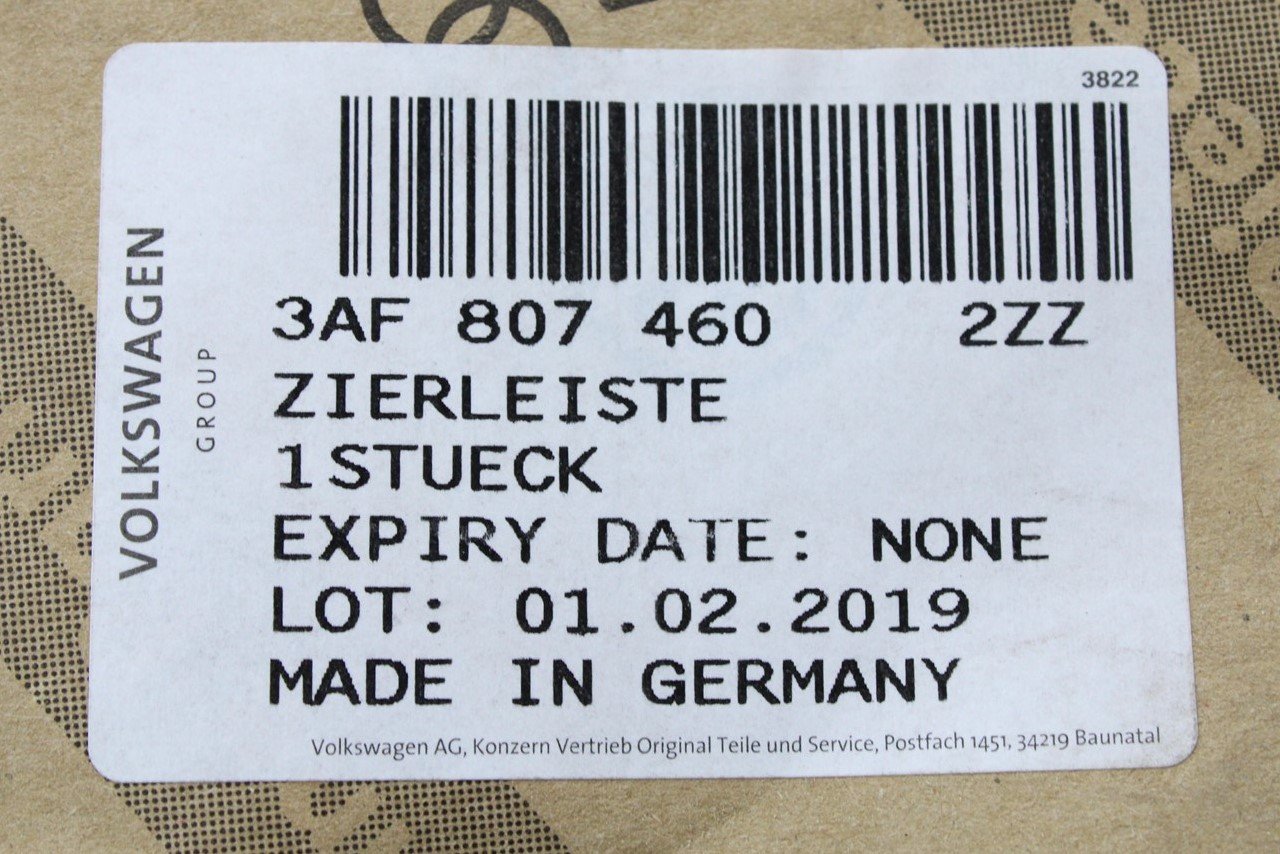 3822
3AF 807 460 2ZZ
ZIERLEISTE
1STUECK
EXPIRY DATE: NONE
LOT: 01.02.2019
MADE IN GERMANY
Volkswagen AG, Konzern Vertrieb Original Teile und Service, Postfach 1451, 34219 Baunatal
VOLKSWAGEN
GROUP